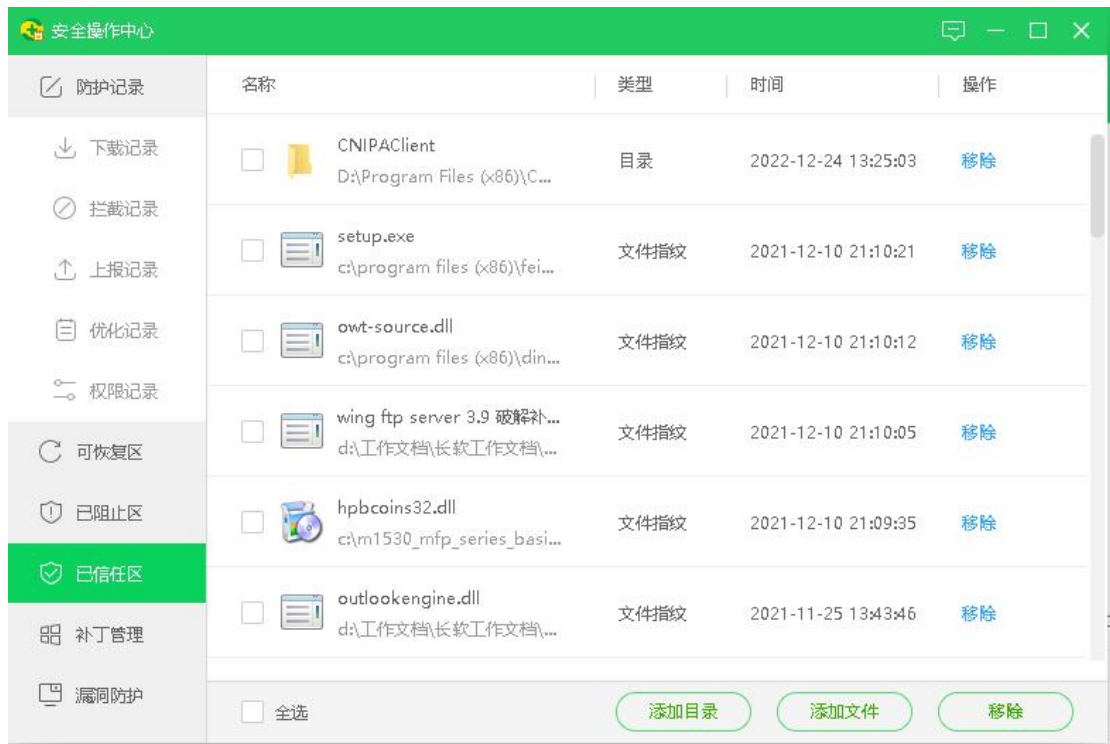 安全操作中心
防护记录
下载记录
拦截记录
上报记录
优化记录
权限记录
可恢复区
已阻止区
已信任区
补丁管理
漏洞防护
名称 类型 时间 操作
CNIPAClient
D:\Program Files (x86)\C...
目录 2022-12-24 13:25:03 移除
setup.exe
c:\program files (x86)\fei...
文件指纹 2021-12-10 21:10:21 移除
owt-source.dll
c:\program files (x86)\din...
文件指纹 2021-12-10 21:10:12 移除
wing ftp server 3.9 破解补...
d:\工作文档\长软工作文档\...
文件指纹 2021-12-10 21:10:05 移除
hpbcoins32.dll
c:\m1530_mfp_series_basi...
文件指纹 2021-12-10 21:09:35 移除
outlookengine.dll
d:\工作文档\长软工作文档\...
文件指纹 2021-11-25 13:43:46 移除
全选 添加目录 添加文件 移除